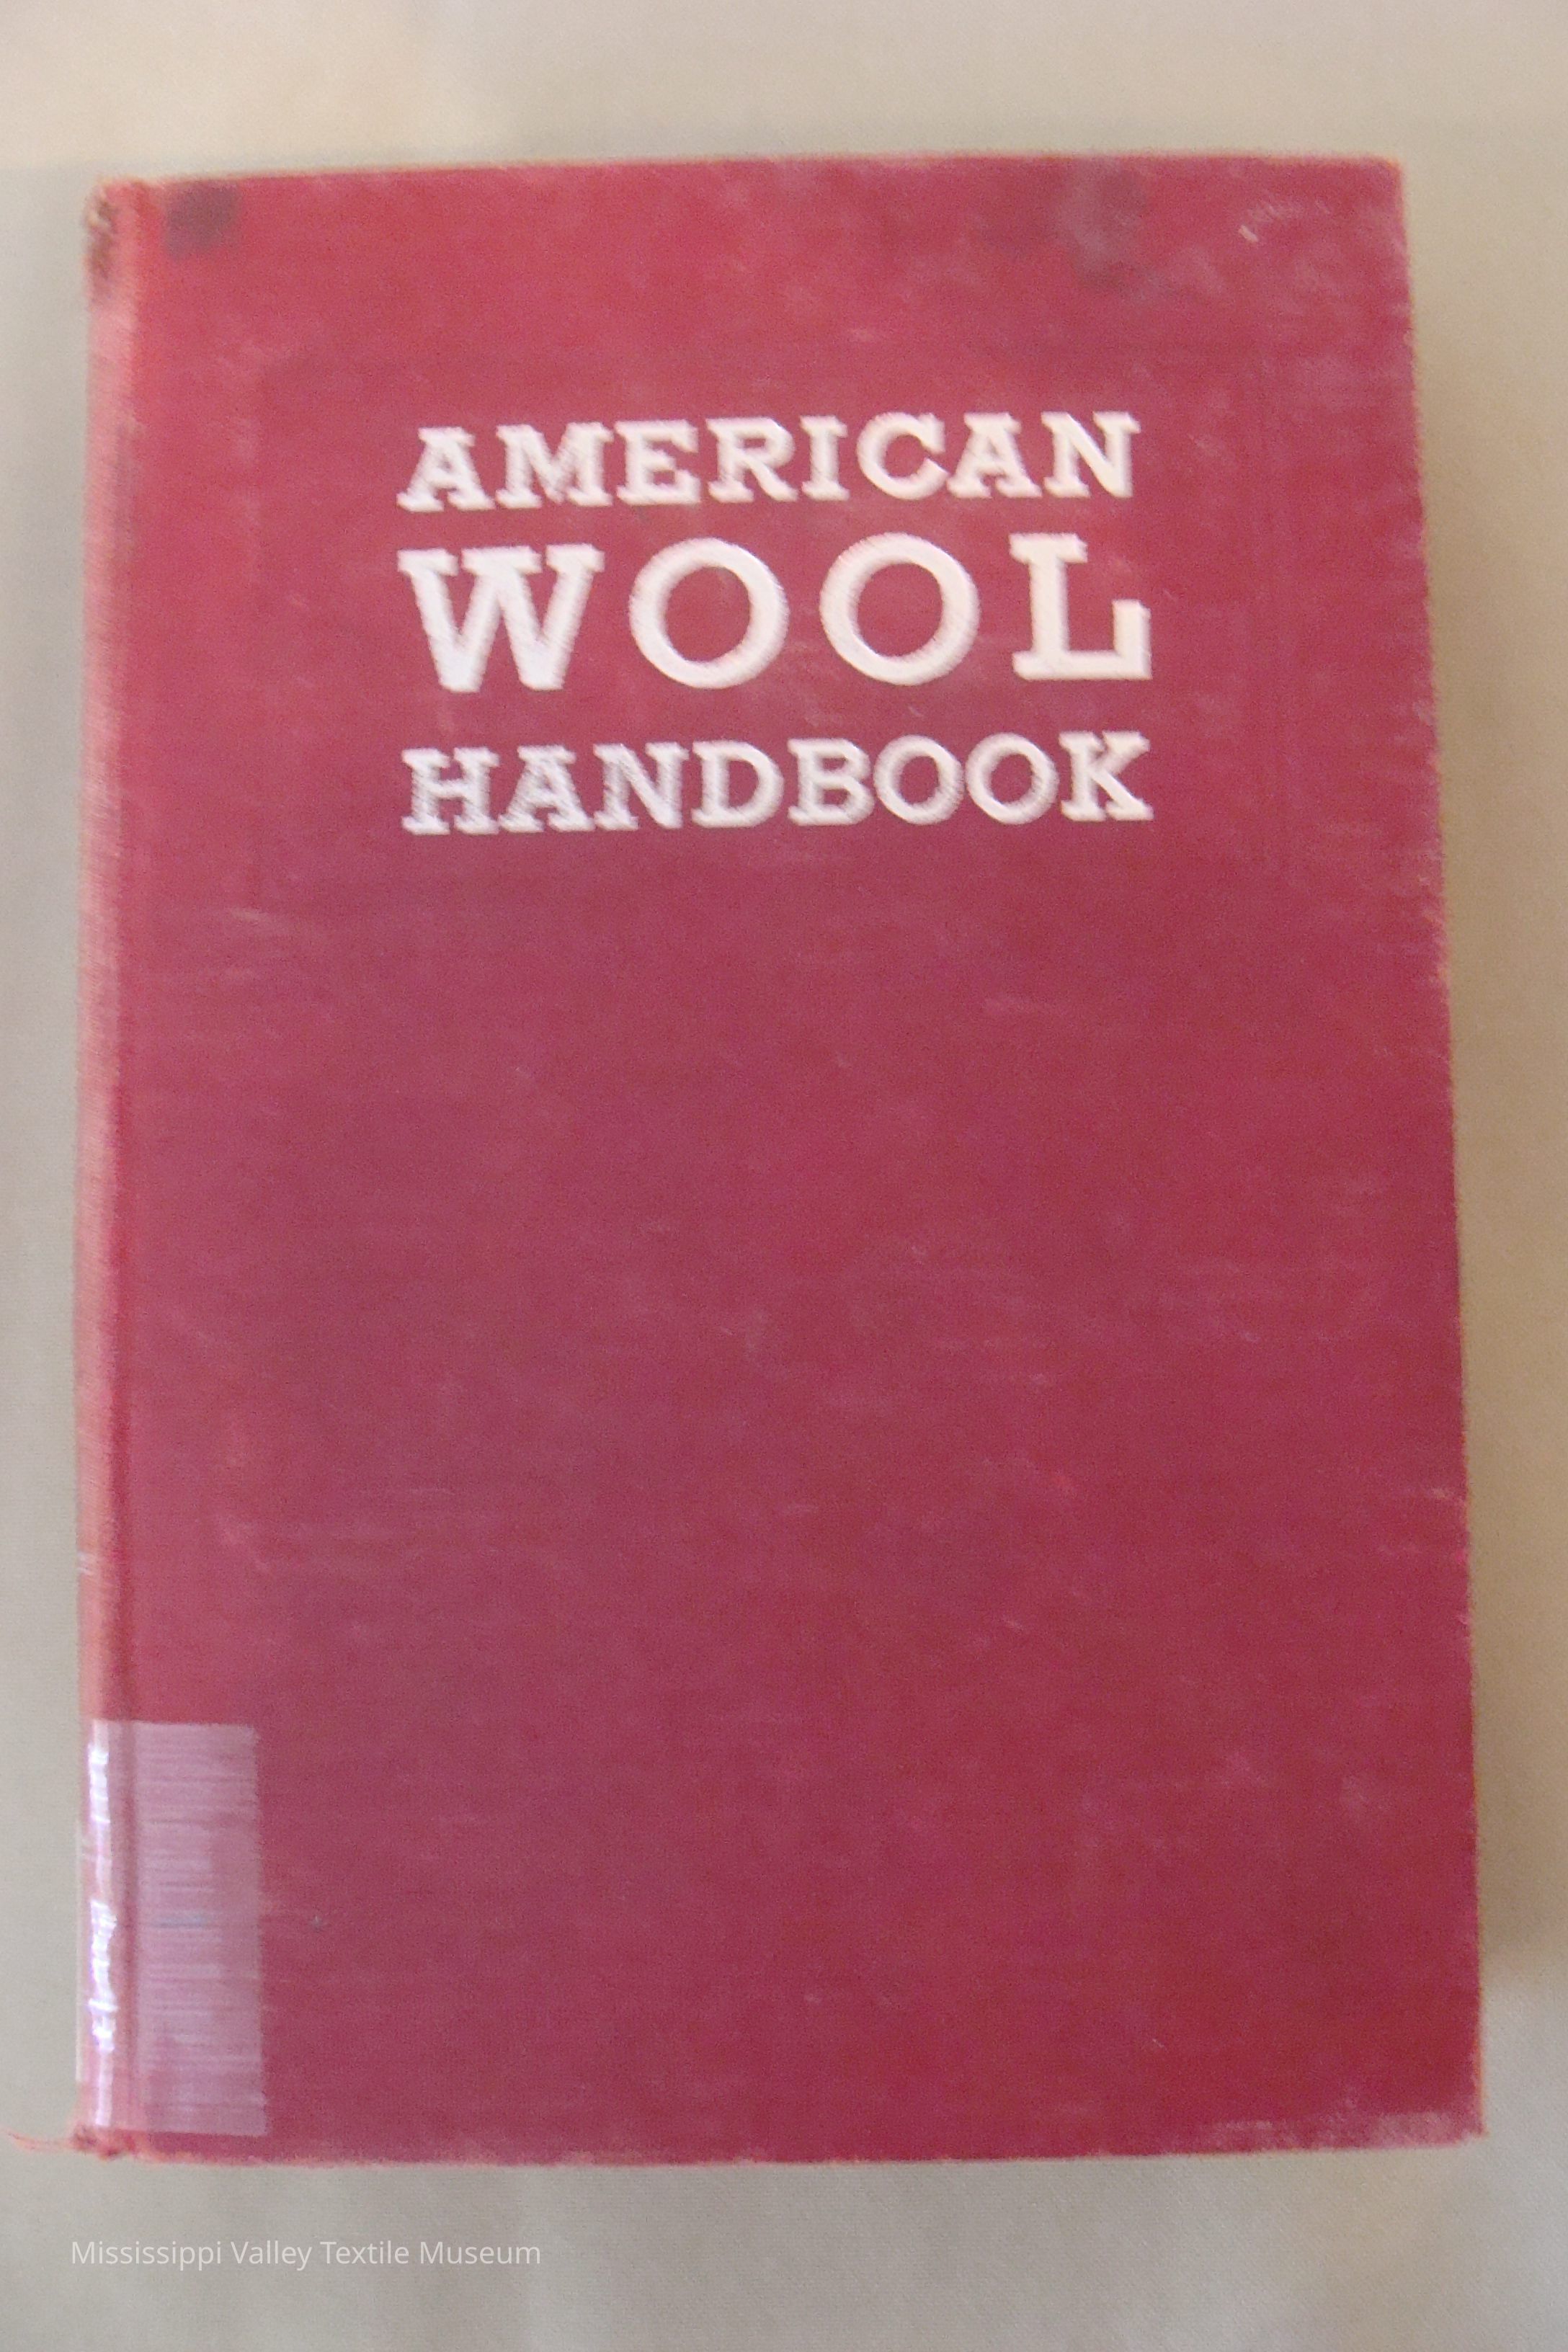 AMERICAN
WOOL
HANDBOOK
Mississippi Valley Textile Museum